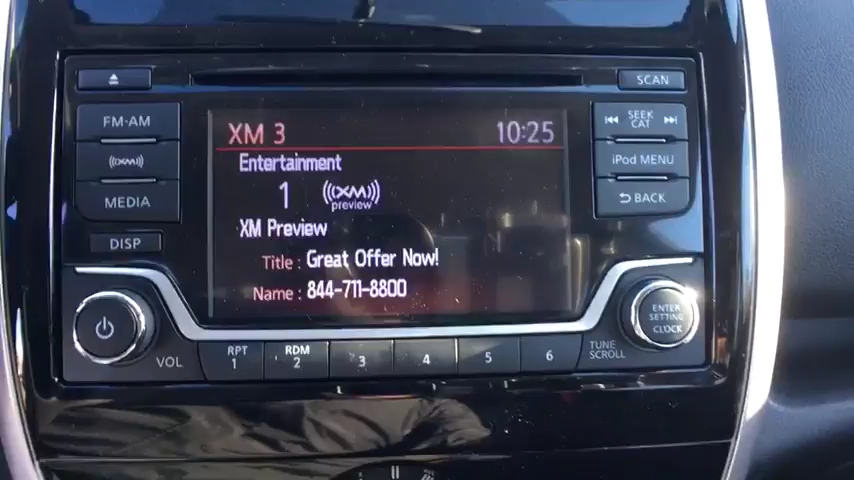 SCAN
FM-AM
XM 3 10:25
SEEK
CAT
Entertainment
((XM))
1 ((XM))
preview
iPod MENU
MEDIA
BACK
XM Preview
DISP
Title : Great Offer Now!
Name : 844-711-8800
ENTER
SETTING
CLOCK
VOL
RPT
1
RDM
2
3
4
5
6
TUNE
SCROLL